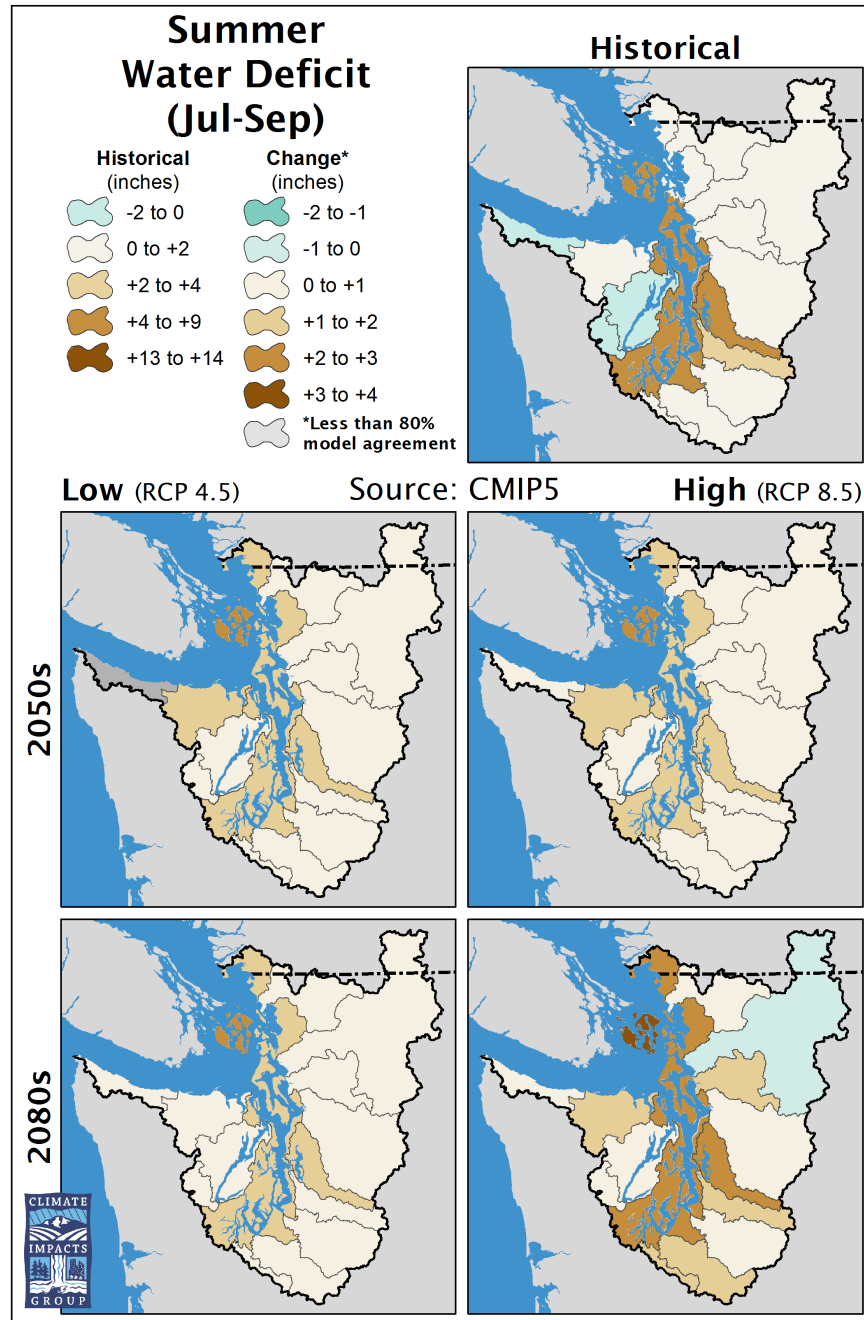 Summer
Water Deficit
(Jul-Sep)
Historical
(inches)
-2 to 0
0 to +2
+2 to +4
+4 to +9
+13 to +14
Change*
(inches)
-2 to -1
-1 to 0
0 to +1
+1 to +2
+2 to +3
+3 to +4
*Less than 80%
model agreement
Historical
Low (RCP 4.5)
Source: CMIP5
High (RCP 8.5)
2050s
2080s
CLIMATE
IMPACTS
GROUP